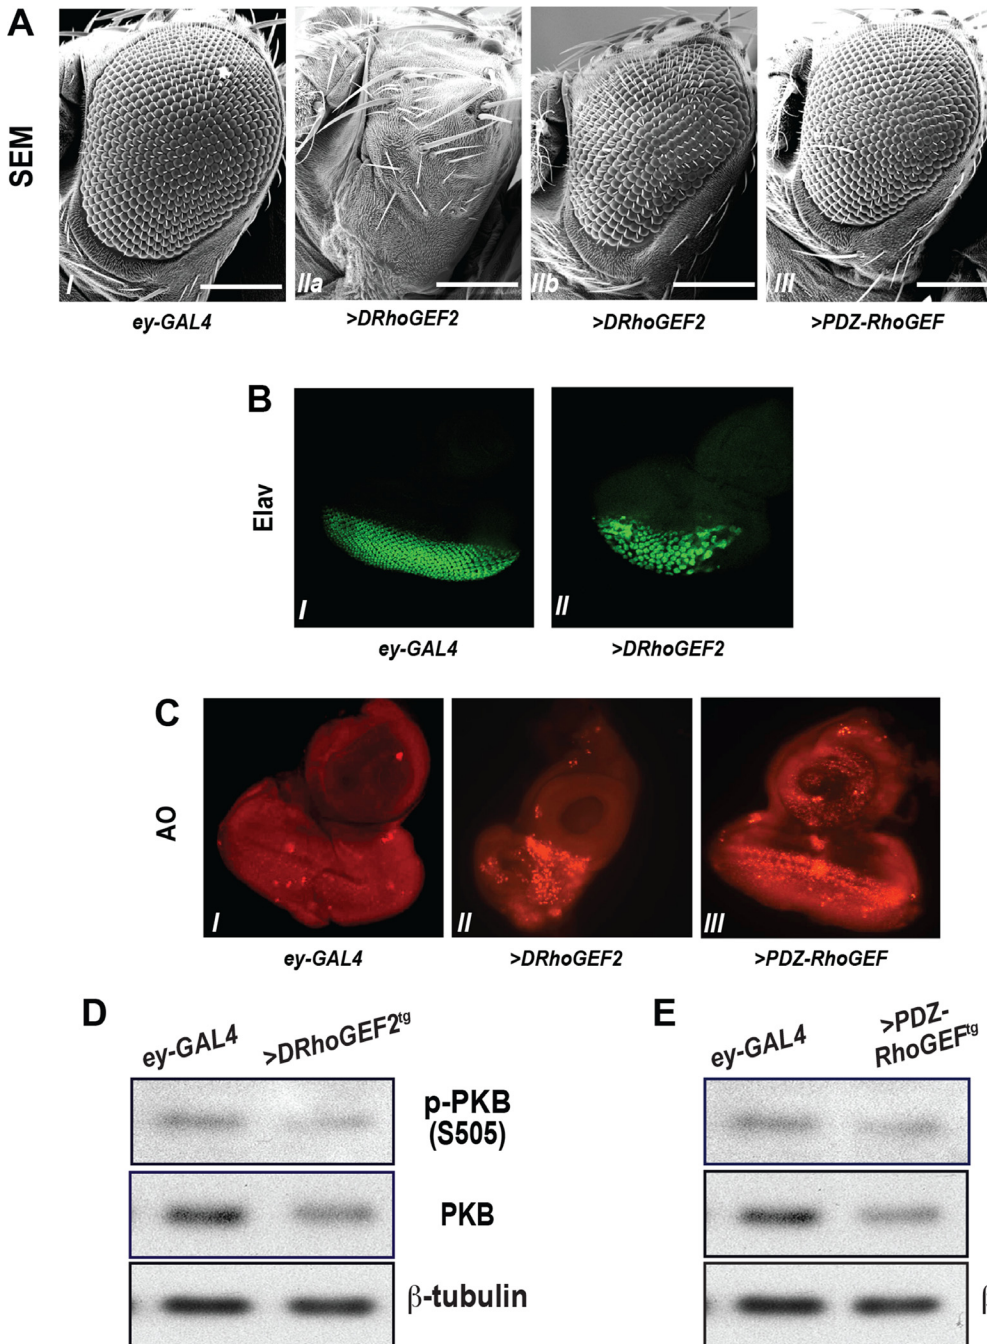 A
SEM
I
IIa
IIb
III
ey-GAL4
>DRhoGEF2
>DRhoGEF2
>PDZ-RhoGEF
B
Elav
I
II
ey-GAL4
>DRhoGEF2
C
AO
I
II
III
ey-GAL4
>DRhoGEF2
>PDZ-RhoGEF
D
ey-GAL4
>DRhoGEF2tg
p-PKB
(S505)
PKB
β-tubulin
E
ey-GAL4
>PDZ-
RhoGEFtg
β